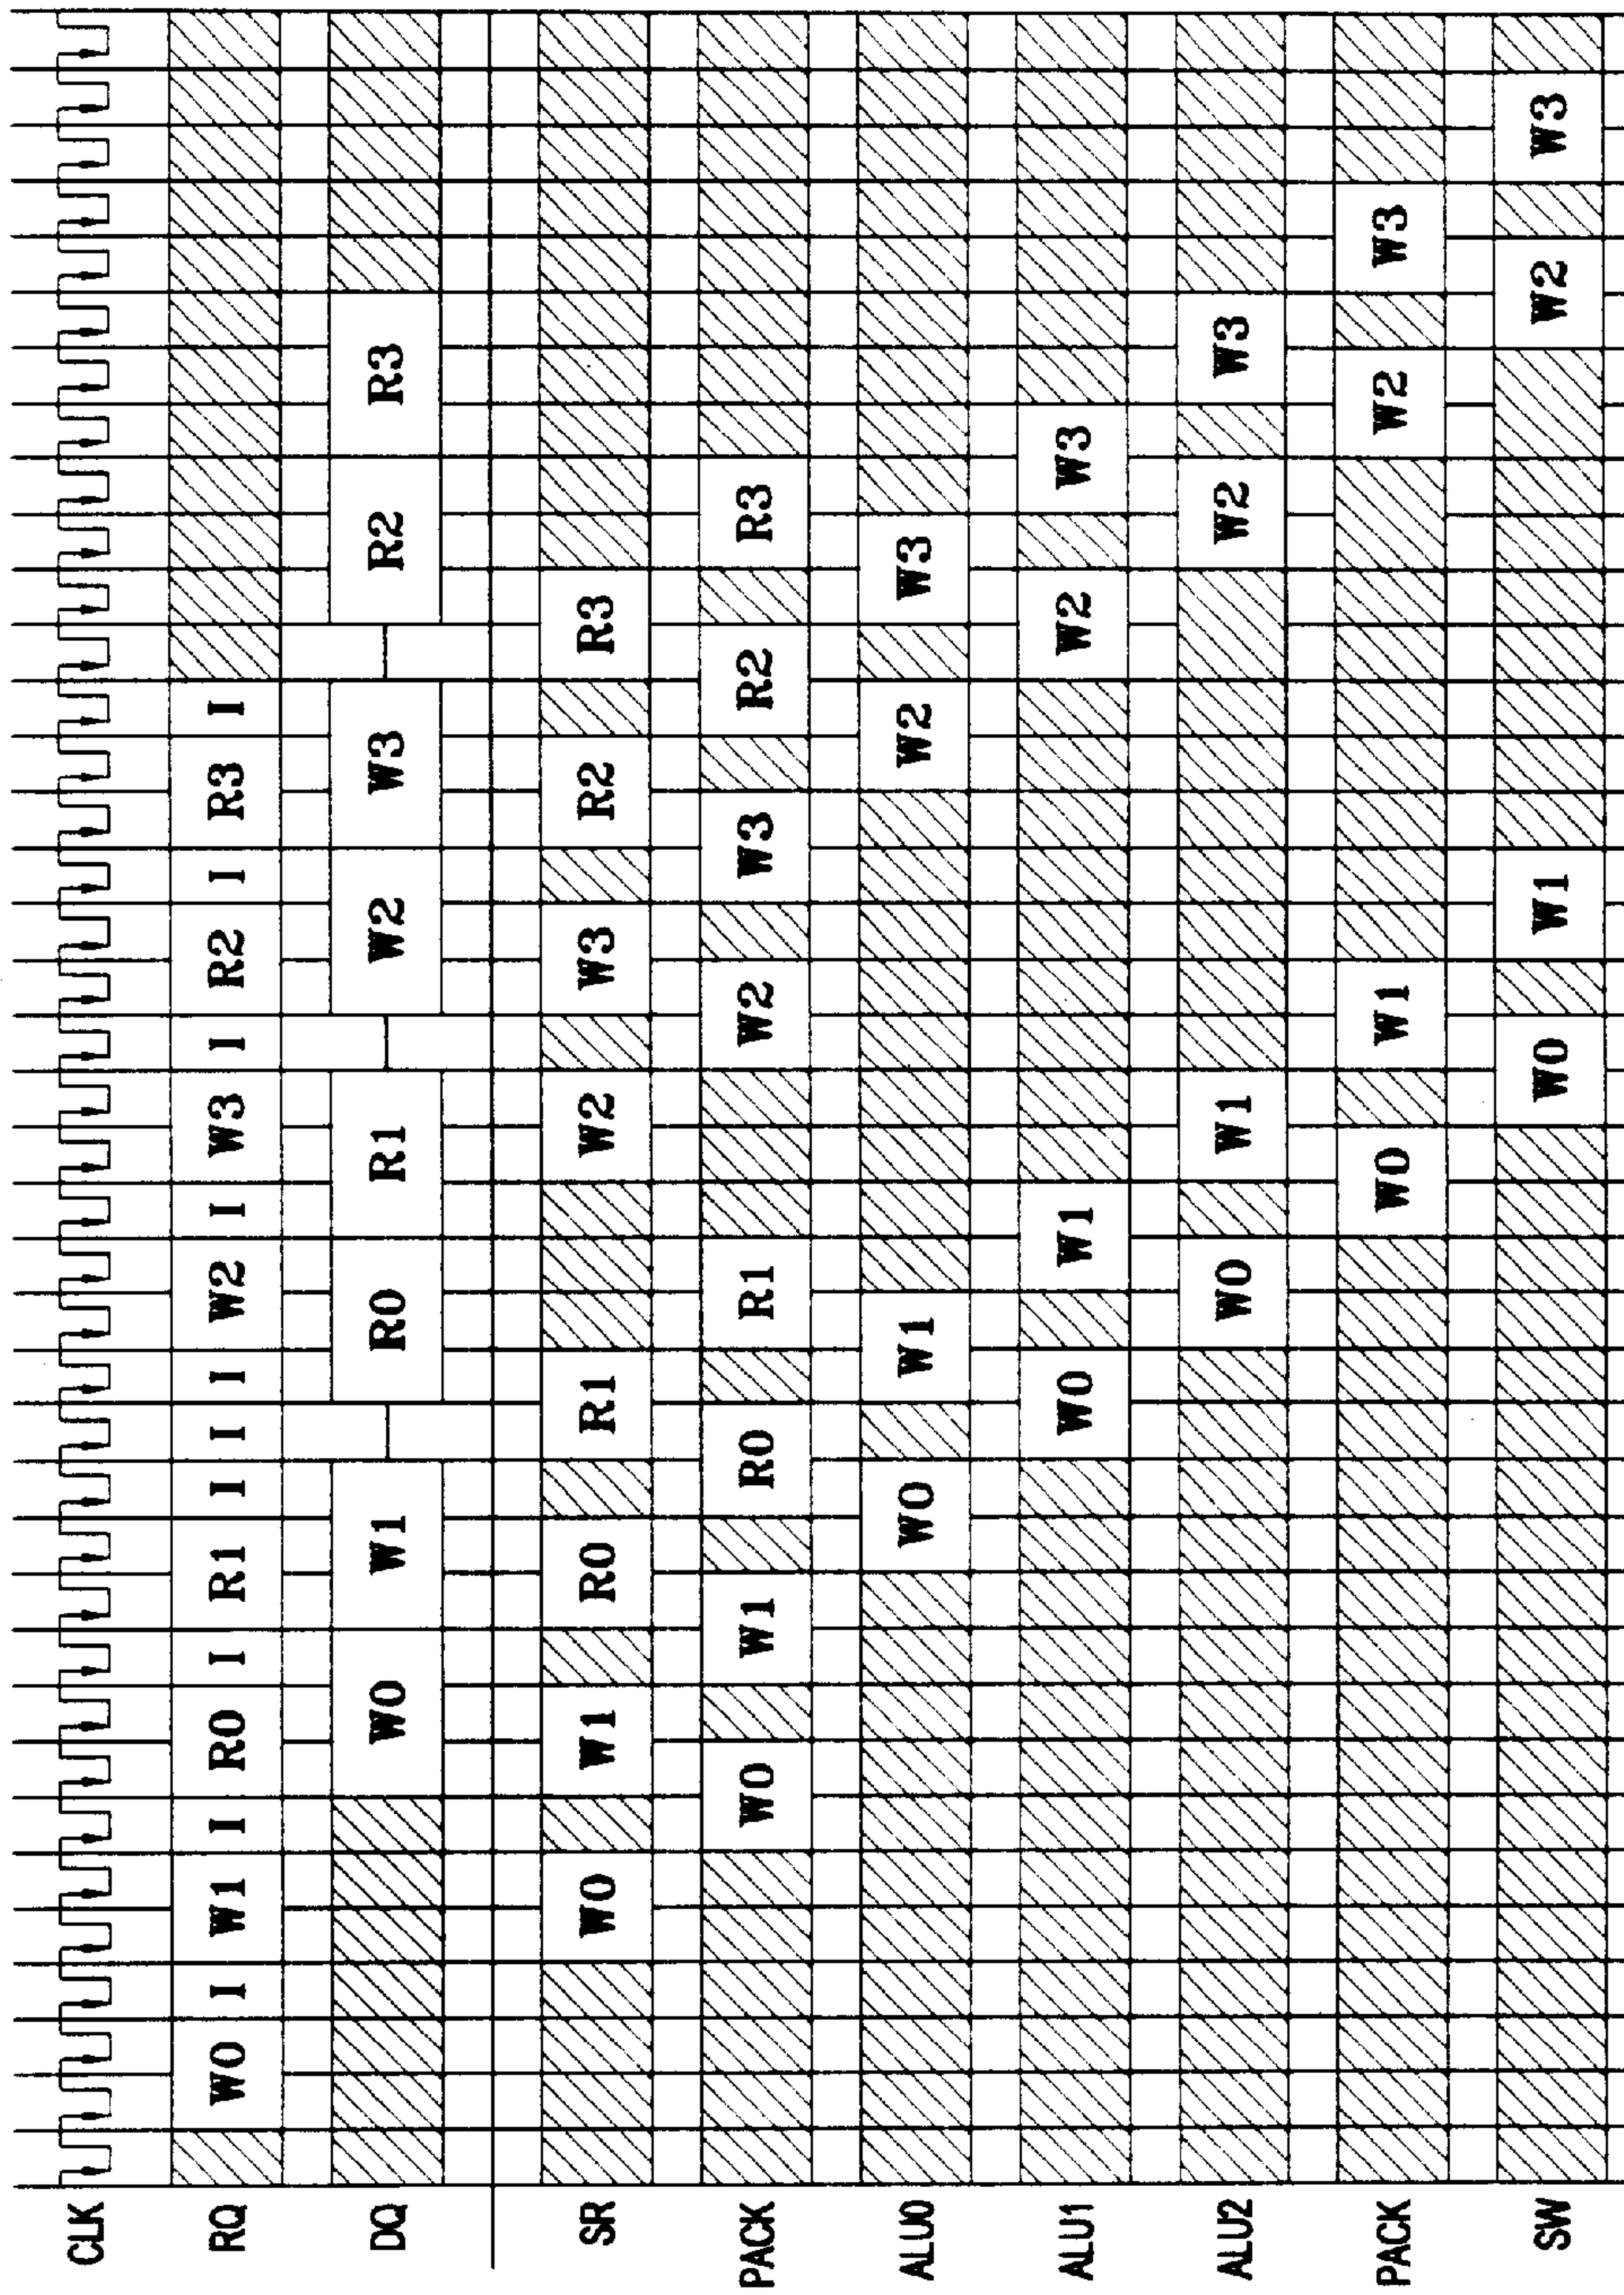 CLK
RQ W0 I W1 I R0 I R1 I I I W2 I W3 I R2 I R3 I
DQ W0 W1 R0 R1 W2 W3 R2 R3
SR W0 W1 R0 R1 W2 W3 R2 R3
PACK W0 W1 R0 R1 W2 W3 R2 R3
ALU0 W0 W1 W2 W3
ALU1 W0 W1 W2 W3
ALU2 W0 W1 W2 W3
PACK W0 W1 W2 W3
SW W0 W1 W2 W3